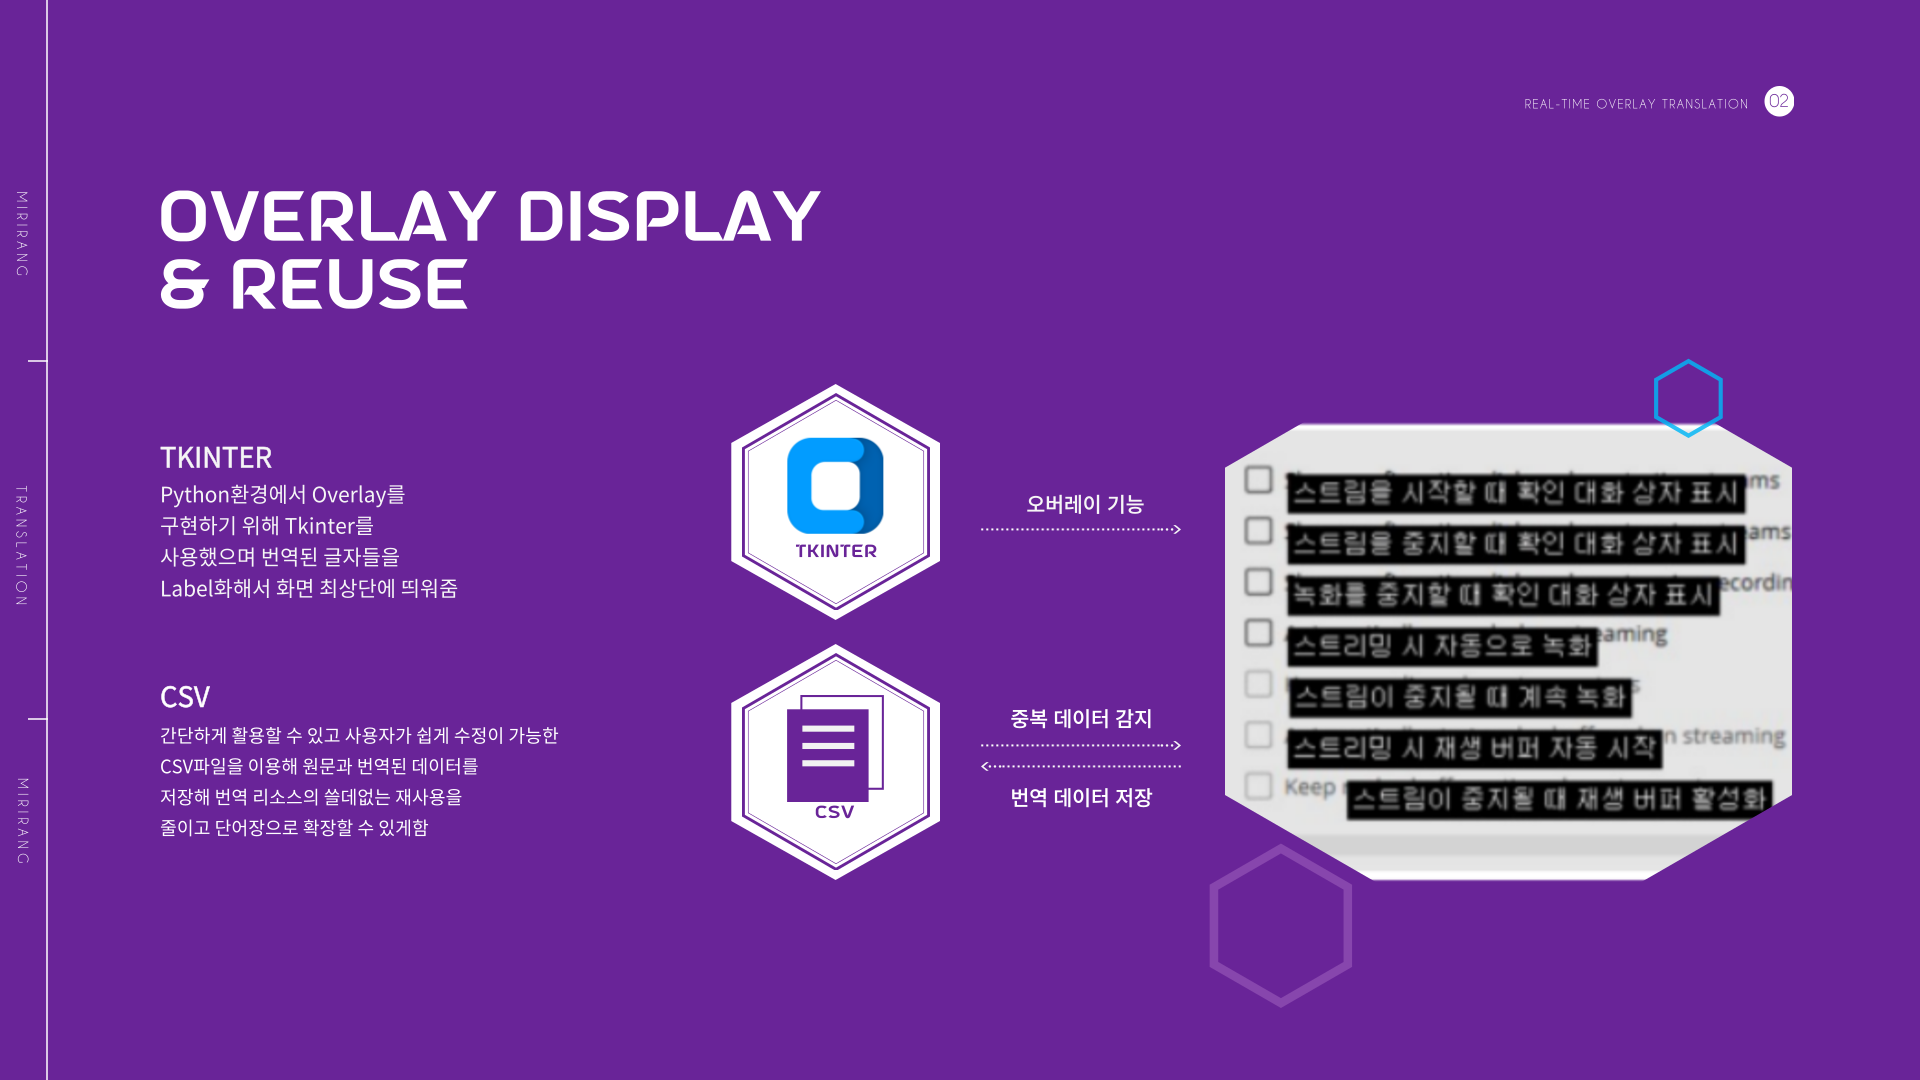 REAL-TIME OVERLAY TRANSLATION 02
MIRIRANG
TRANSLATION
MIRIRANG
OVERLAY DISPLAY
& REUSE
TKINTER
Python환경에서 Overlay를
구현하기 위해 Tkinter를
사용했으며 번역된 글자들을
Label화해서 화면 최상단에 띄워줌
CSV
간단하게 활용할 수 있고 사용자가 쉽게 수정이 가능한
CSV파일을 이용해 원문과 번역된 데이터를
저장해 번역 리소스의 쓸데없는 재사용을
줄이고 단어장으로 확장할 수 있게함
TKINTER
CSV
오버레이 기능
중복 데이터 감지
번역 데이터 저장
스트림을 시작할 때 확인 대화 상자 표시
스트림을 중지할 때 확인 대화 상자 표시
녹화를 중지할 때 확인 대화 상자 표시
스트리밍 시 자동으로 녹화
스트림이 중지될 때 계속 녹화
스트리밍 시 재생 버퍼 자동 시작 streaming
Keep 스트림이 중지될 때 재생 버퍼 활성화